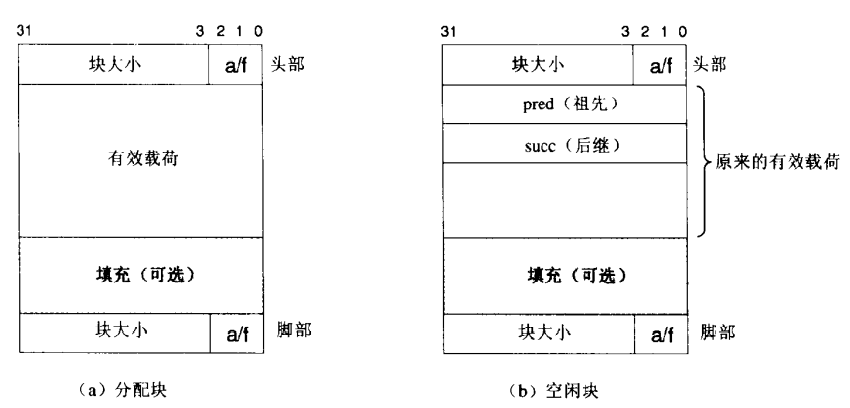 31 3 2 1 0
块大小 a/f 头部
有效载荷
填充（可选）
块大小 a/f 脚部
（a）分配块
31 3 2 1 0
块大小 a/f 头部
pred（祖先）
succ（后继）
原来的有效载荷
填充（可选）
块大小 a/f 脚部
（b）空闲块